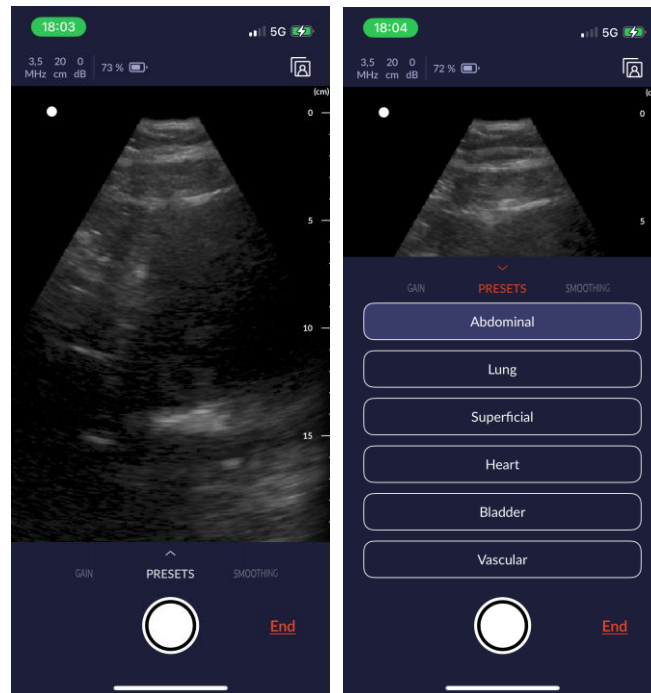 18:03
5G
3,5 20 0
MHz cm dB
73 %
(cm)
0
5
10
15
GAIN PRESETS SMOOTHING
End
18:04
5G
3,5 20 0
MHz cm dB
72 %
0
5
GAIN PRESETS SMOOTHING
Abdominal
Lung
Superficial
Heart
Bladder
Vascular
End